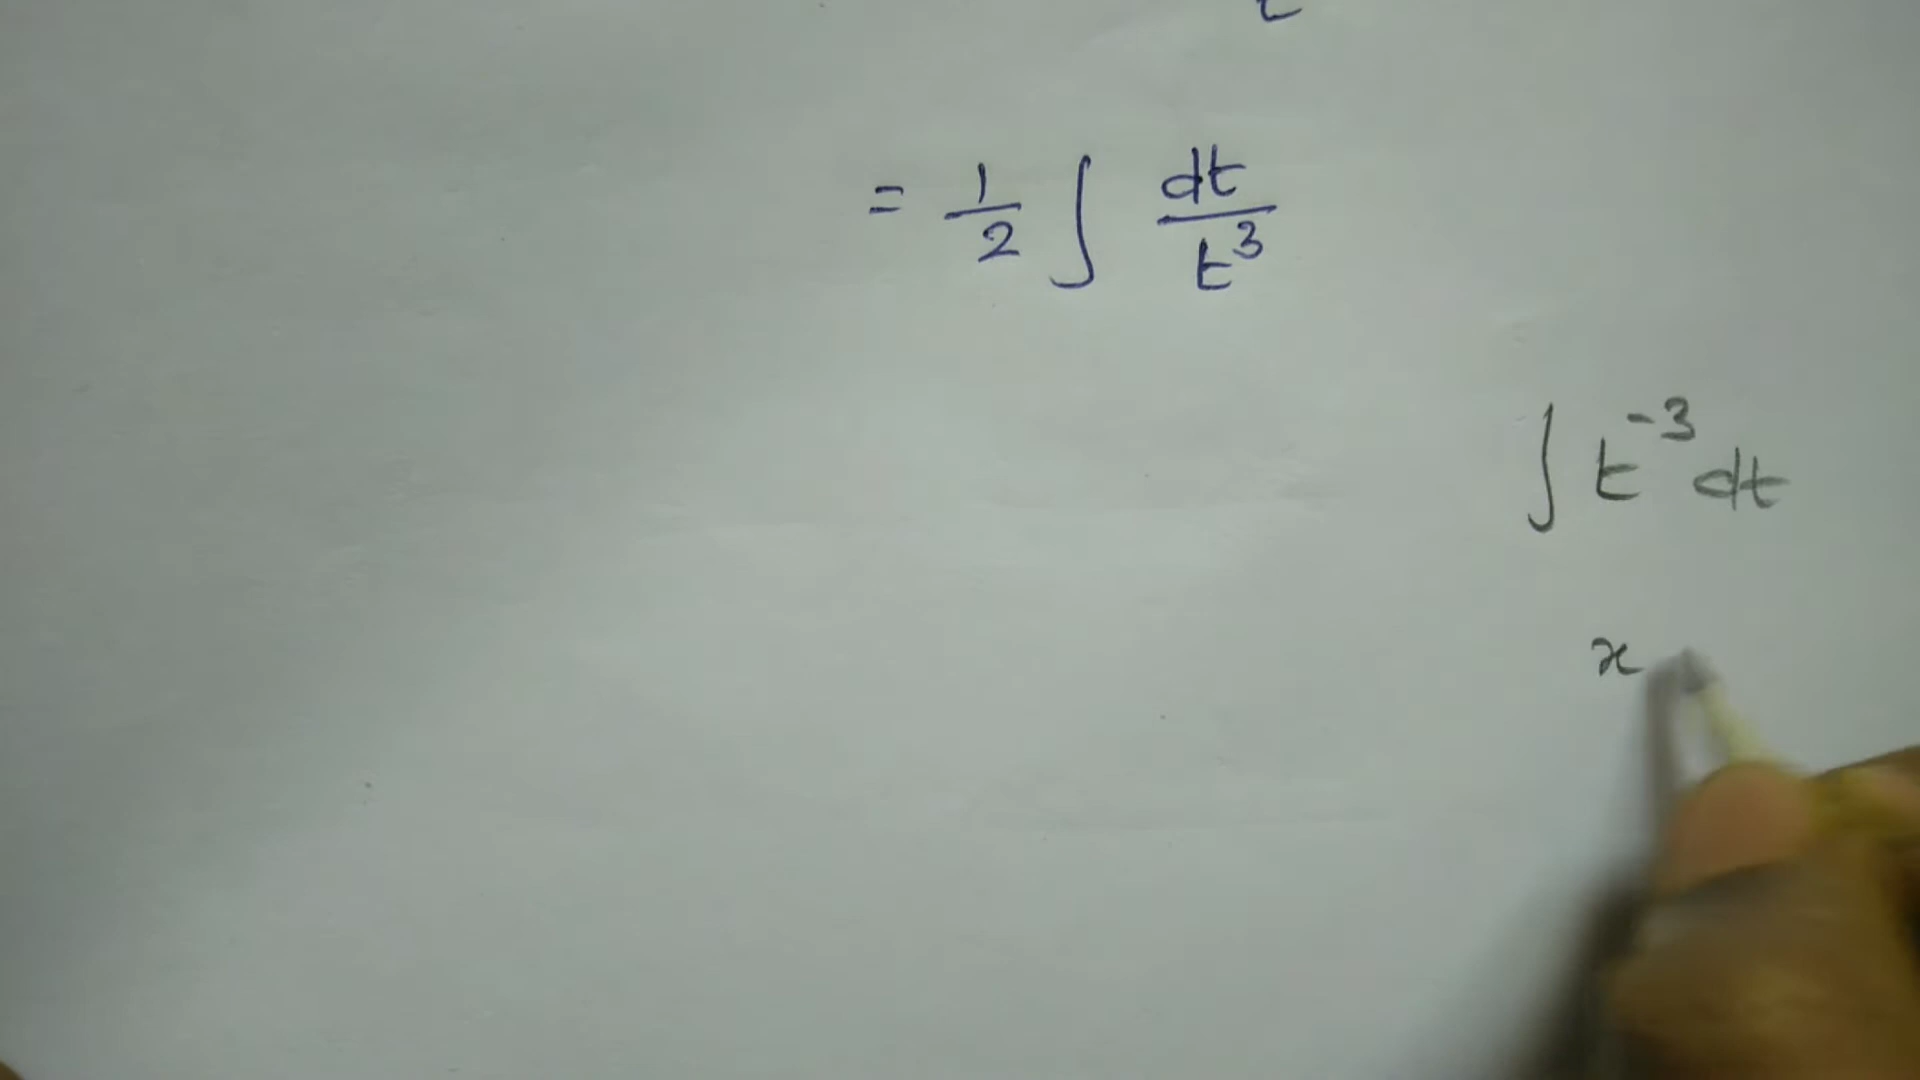 = 1/2 ∫ dt/t³
∫ t⁻³ dt
x